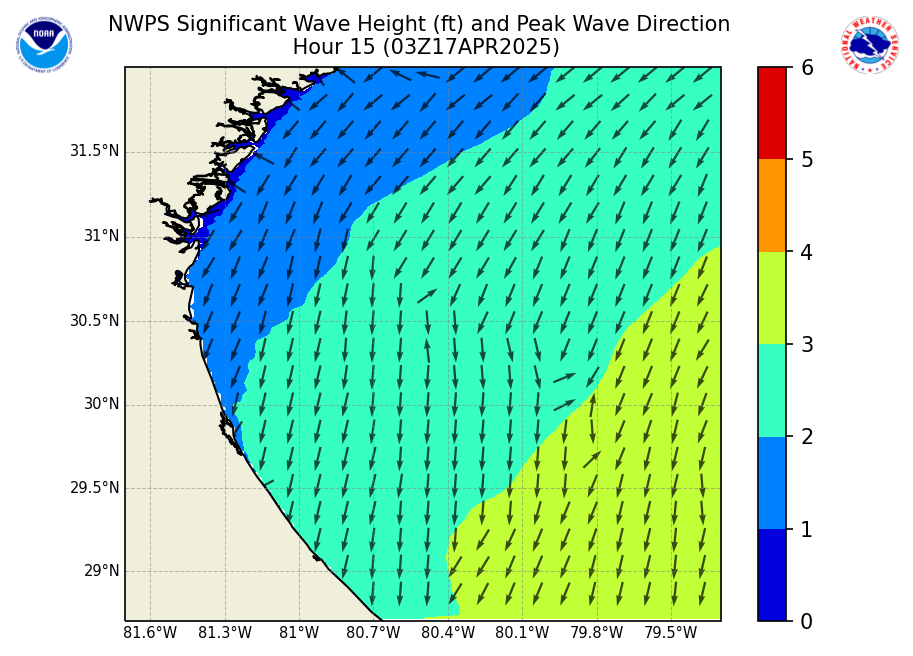 NWPS Significant Wave Height (ft) and Peak Wave Direction
Hour 15 (03Z17APR2025)
NOAA
NATIONAL WEATHER SERVICE
31.5°N
31°N
30.5°N
30°N
29.5°N
29°N
81.6°W 81.3°W 81°W 80.7°W 80.4°W 80.1°W 79.8°W 79.5°W
6
5
4
3
2
1
0